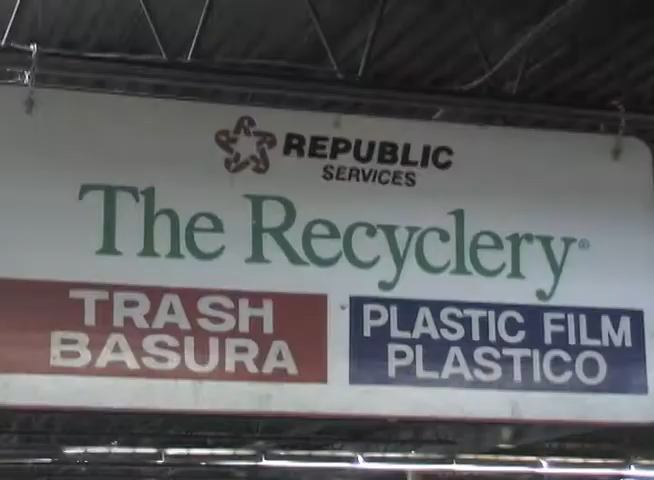 REPUBLIC
SERVICES
The Recyclery®
TRASH
BASURA
PLASTIC FILM
PLASTICO